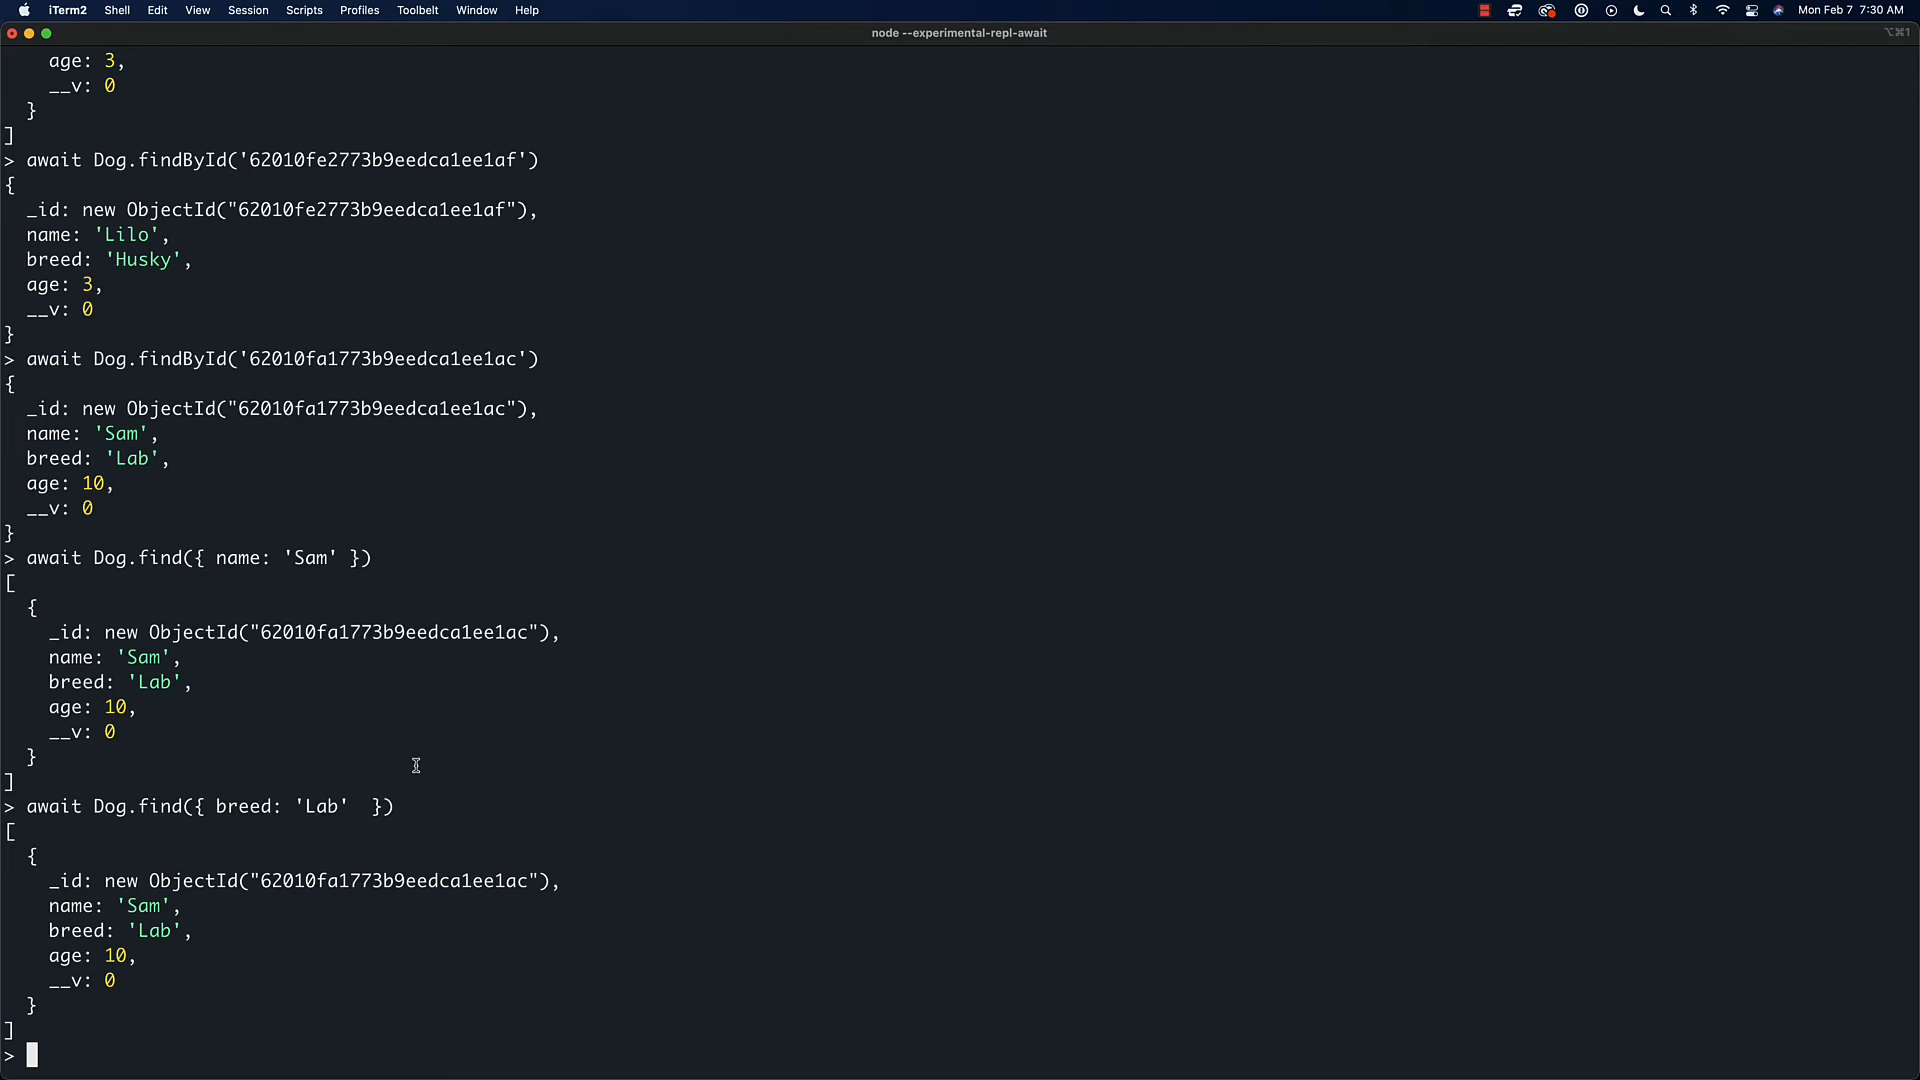 iTerm2 Shell Edit View Session Scripts Profiles Toolbelt Window Help Mon Feb 7 7:30 AM
node --experimental-repl-await ⌥⌘1
age: 3,
__v: 0
}
]
> await Dog.findById('62010fe2773b9eedca1ee1af')
{
_id: new ObjectId("62010fe2773b9eedca1ee1af"),
name: 'Lilo',
breed: 'Husky',
age: 3,
__v: 0
}
> await Dog.findById('62010fa1773b9eedca1ee1ac')
{
_id: new ObjectId("62010fa1773b9eedca1ee1ac"),
name: 'Sam',
breed: 'Lab',
age: 10,
__v: 0
}
> await Dog.find({ name: 'Sam' })
[
{
_id: new ObjectId("62010fa1773b9eedca1ee1ac"),
name: 'Sam',
breed: 'Lab',
age: 10,
__v: 0
}
]
> await Dog.find({ breed: 'Lab'  })
[
{
_id: new ObjectId("62010fa1773b9eedca1ee1ac"),
name: 'Sam',
breed: 'Lab',
age: 10,
__v: 0
}
]
>